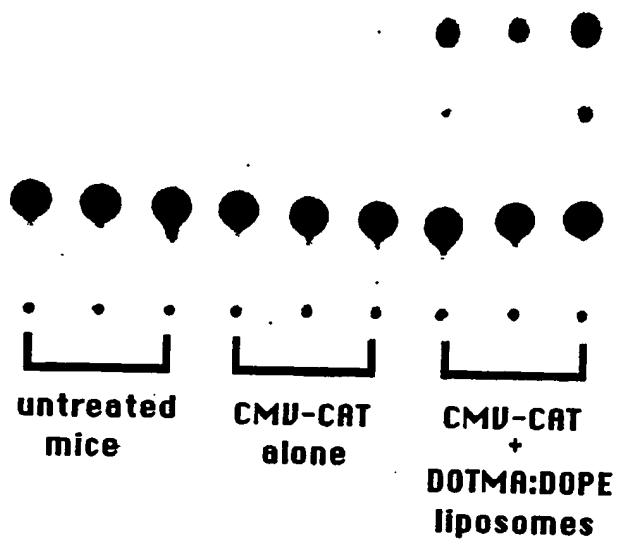 untreated
mice
CMV-CAT
alone
CMV-CAT
+
DOTMA:DOPE
liposomes